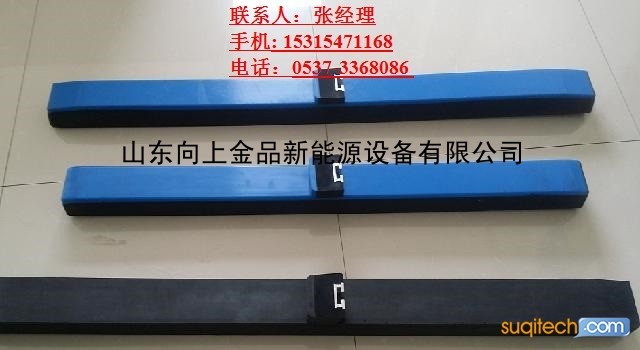 联系人：张经理
手机:15315471168
电话：0537-3368086
山东向上金品新能源设备有限公司
suqitech.com